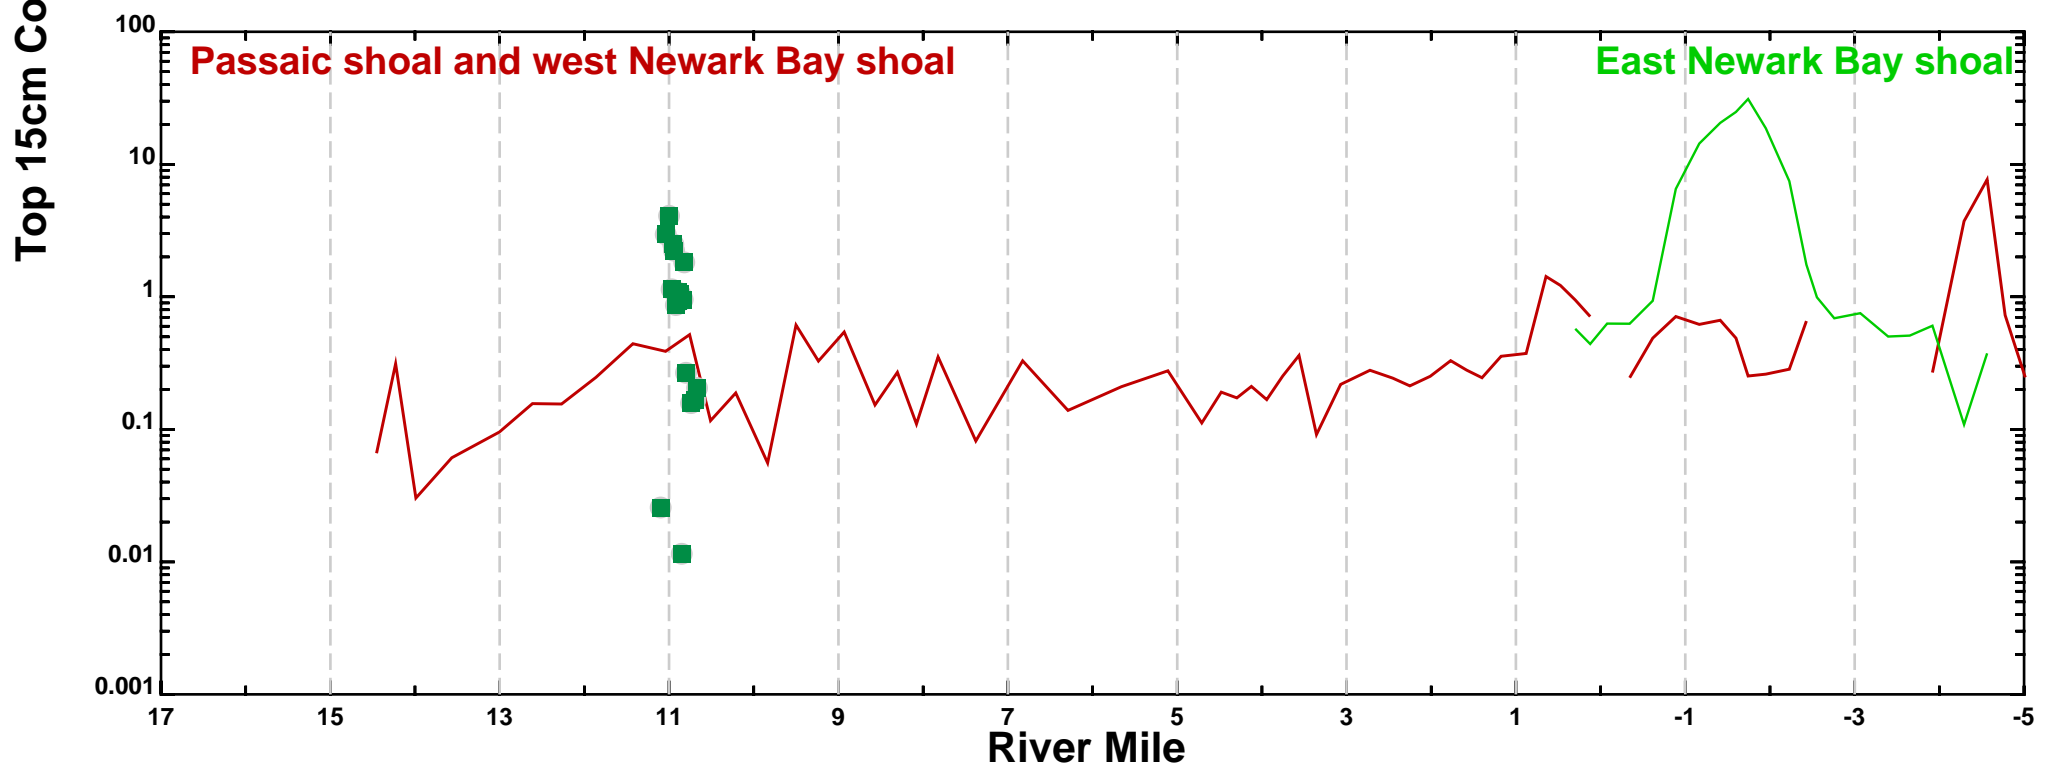 Top 15cm Co
Passaic shoal and west Newark Bay shoal
East Newark Bay shoal
100
10
1
0.1
0.01
0.001
17 15 13 11 9 7 5 3 1 -1 -3 -5
River Mile